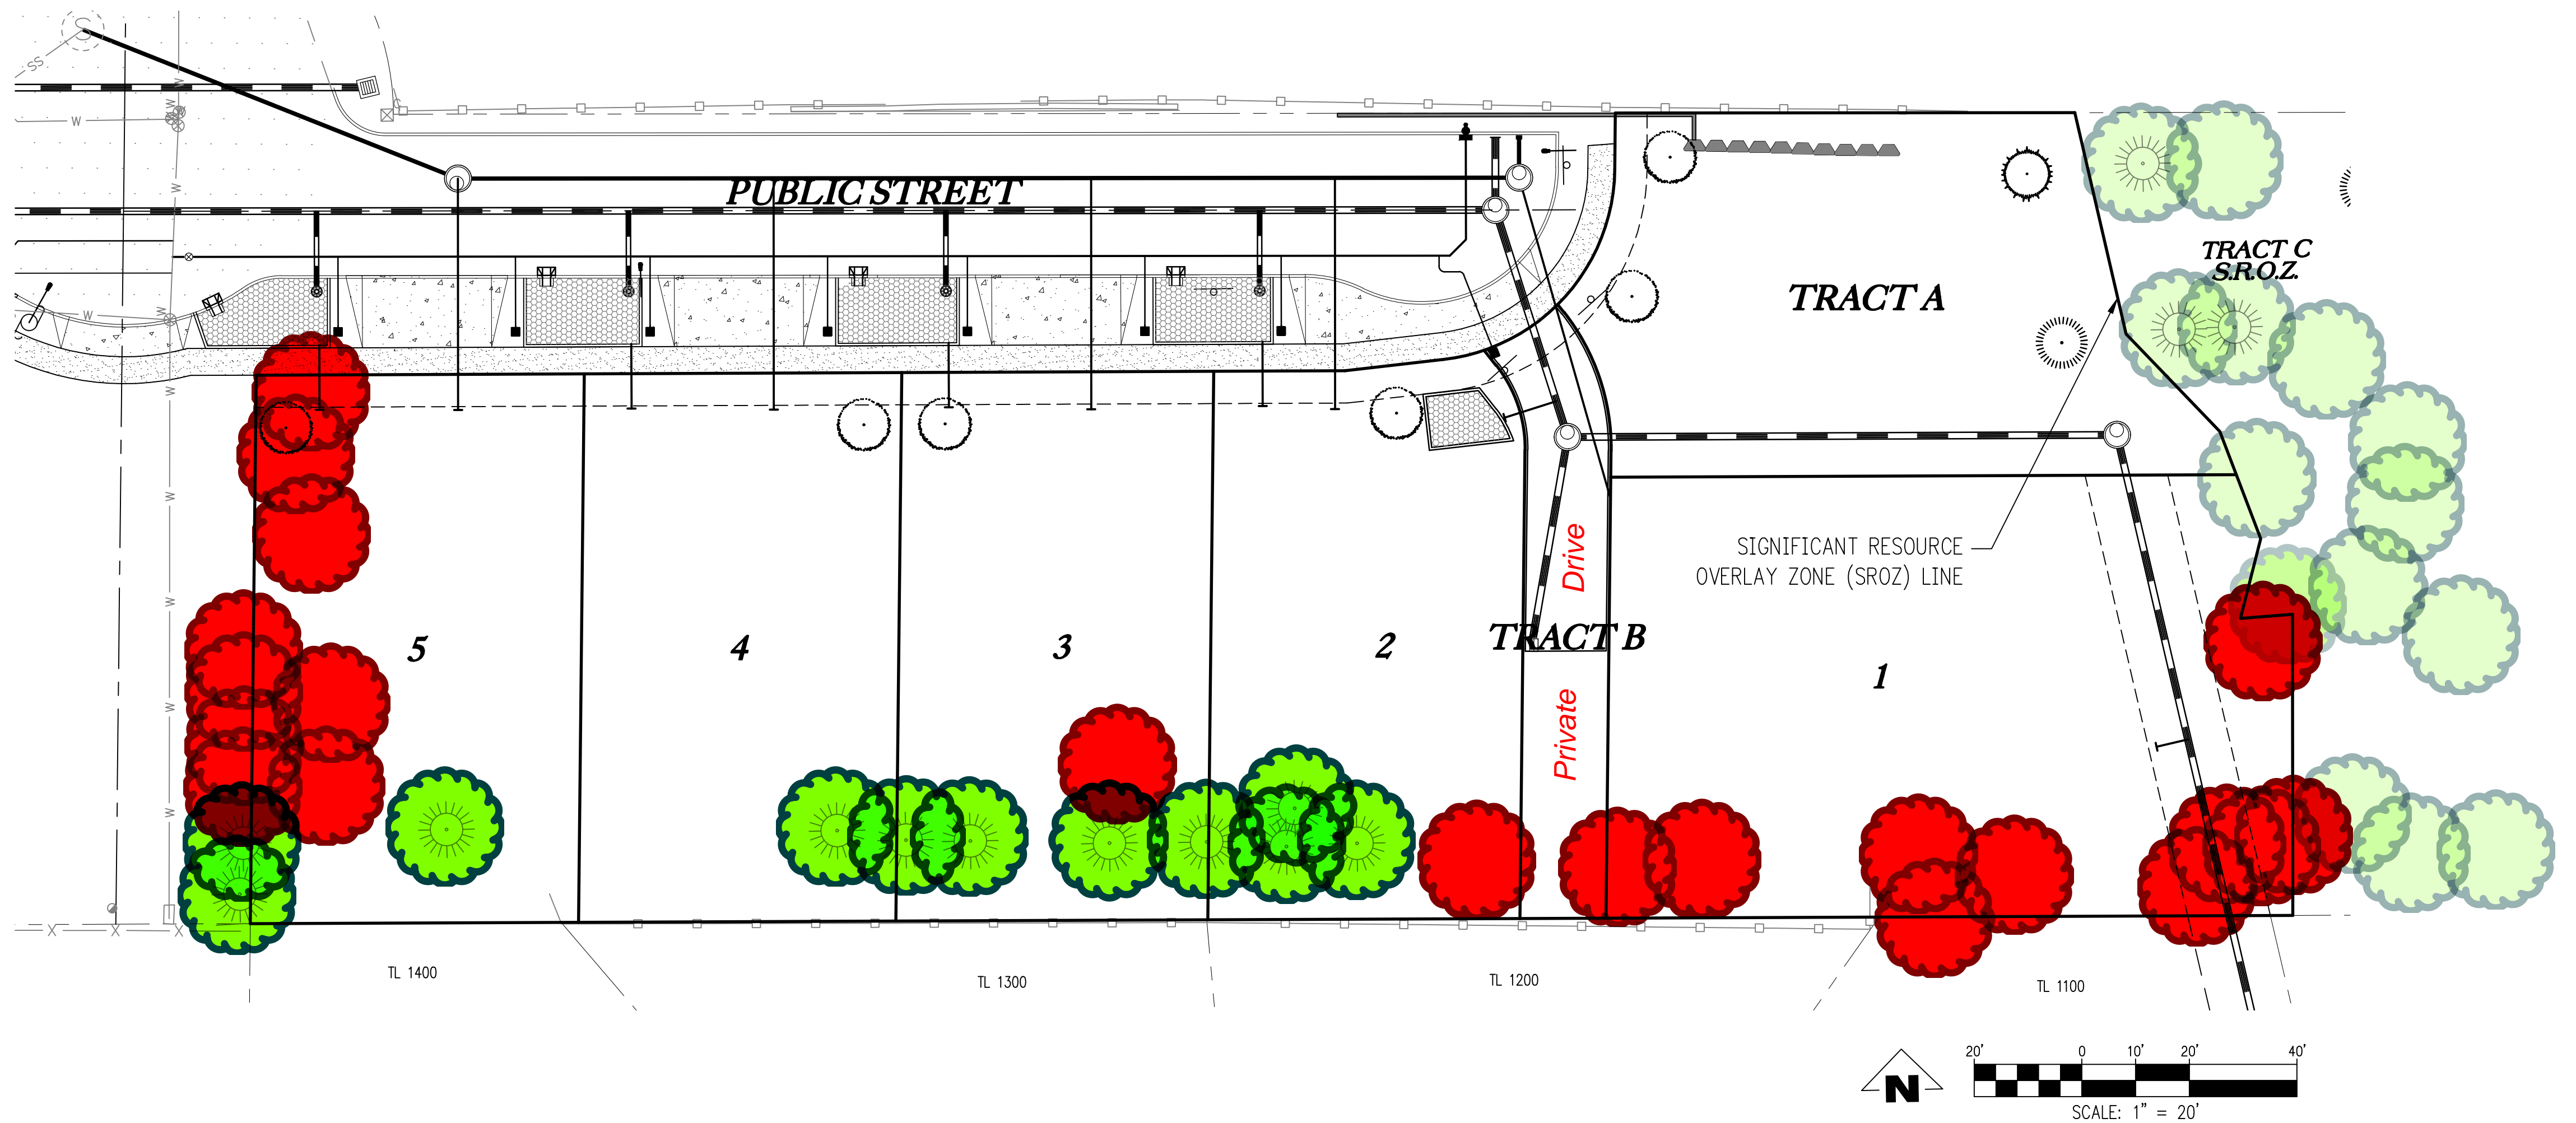 S
SS
W
W
W
W
PUBLIC STREET
TRACT C
S.R.O.Z.
TRACT A
W
W
W
W
SIGNIFICANT RESOURCE
OVERLAY ZONE (SROZ) LINE
Drive
W
TRACT B
5
4
3
2
1
W
Private
W
X X X
TL 1400
TL 1300
TL 1200
TL 1100
N
20' 0 10' 20' 40'
SCALE: 1" = 20'